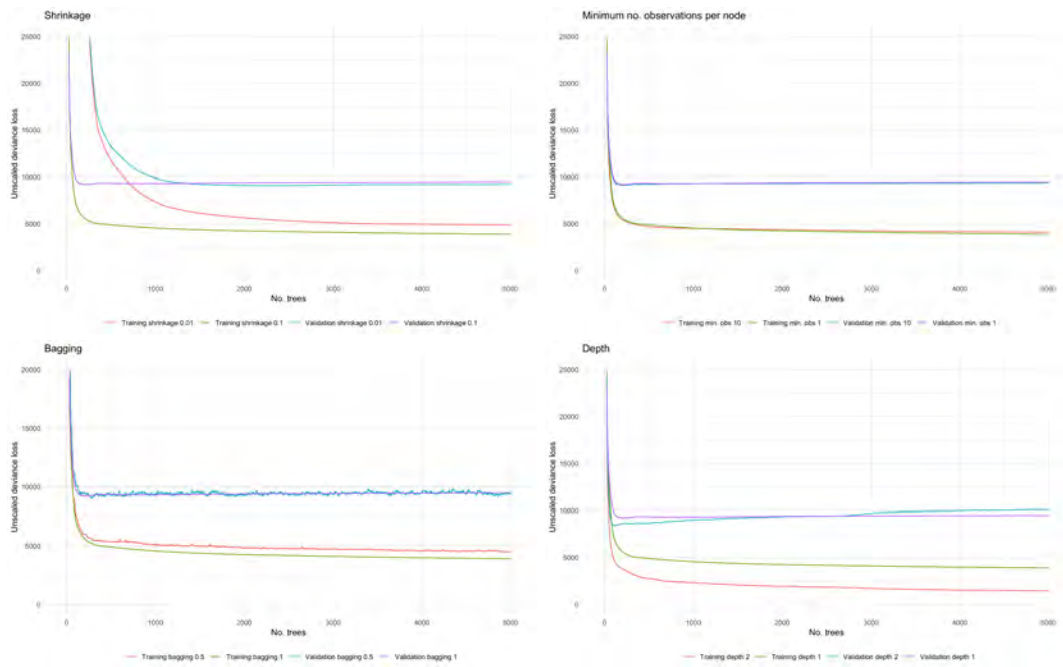 Shrinkage
25000
20000
15000
10000
5000
0
Unscaled deviance loss
0 1000 2000 3000 4000 5000
No. trees
Training shrinkage 0.01 Training shrinkage 0.1 Validation shrinkage 0.01 Validation shrinkage 0.1
Minimum no. observations per node
25000
20000
15000
10000
5000
0
Unscaled deviance loss
0 1000 2000 3000 4000 5000
No. trees
Training min. obs 10 Training min. obs 1 Validation min. obs 10 Validation min. obs 1
Bagging
20000
15000
10000
5000
0
Unscaled deviance loss
0 1000 2000 3000 4000 5000
No. trees
Training bagging 0.5 Training bagging 1 Validation bagging 0.5 Validation bagging 1
Depth
25000
20000
15000
10000
5000
0
Unscaled deviance loss
0 1000 2000 3000 4000 5000
No. trees
Training depth 2 Training depth 1 Validation depth 2 Validation depth 1